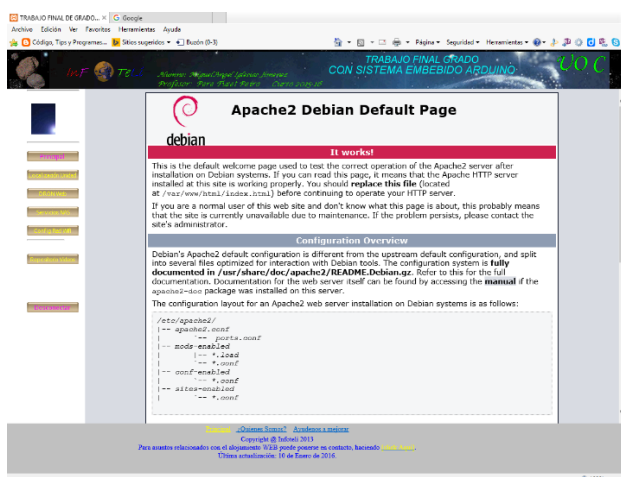 TRABAJO FINAL DE GRADO... × G Google
Archivo Edición Ver Favoritos Herramientas Ayuda
Código, Tips y Programas... Sitios sugeridos Buzón (0-3) Página Seguridad Herramientas
InF Te
Profesor: Pere Tuset Peiró Curso 2015-16
TRABAJO FINAL GRADO
CON SISTEMA EMBEBIDO ARDUINO
UOC
Principal
Desconectar
Apache2 Debian Default Page
debian
It works!
This is the default welcome page used to test the correct operation of the Apache2 server after
installation on Debian systems. If you can read this page, it means that the Apache HTTP server
installed at this site is working properly. You should replace this file (located
at /var/www/html/index.html) before continuing to operate your HTTP server.
If you are a normal user of this web site and don't know what this page is about, this probably means
that the site is currently unavailable due to maintenance. If the problem persists, please contact the
site's administrator.
Configuration Overview
Debian's Apache2 default configuration is different from the upstream default configuration, and split
into several files optimized for interaction with Debian tools. The configuration system is fully
documented in /usr/share/doc/apache2/README.Debian.gz. Refer to this for the full
documentation. Documentation for the web server itself can be found by accessing the manual if the
apache2-doc package was installed on this server.
The configuration layout for an Apache2 web server installation on Debian systems is as follows:
/etc/apache2/
|-- apache2.conf
| `-- ports.conf
|-- mods-enabled
| |-- *.load
| `-- *.conf
|-- conf-enabled
| `-- *.conf
|-- sites-enabled
| `-- *.conf
¿Quienes Somos? Ayudenos a mejorar
Copyright @ Infoteli 2013
Para asuntos relacionados con el alojamiento WEB puede ponerse en contacto, haciendo
Última actualización: 10 de Enero de 2016.